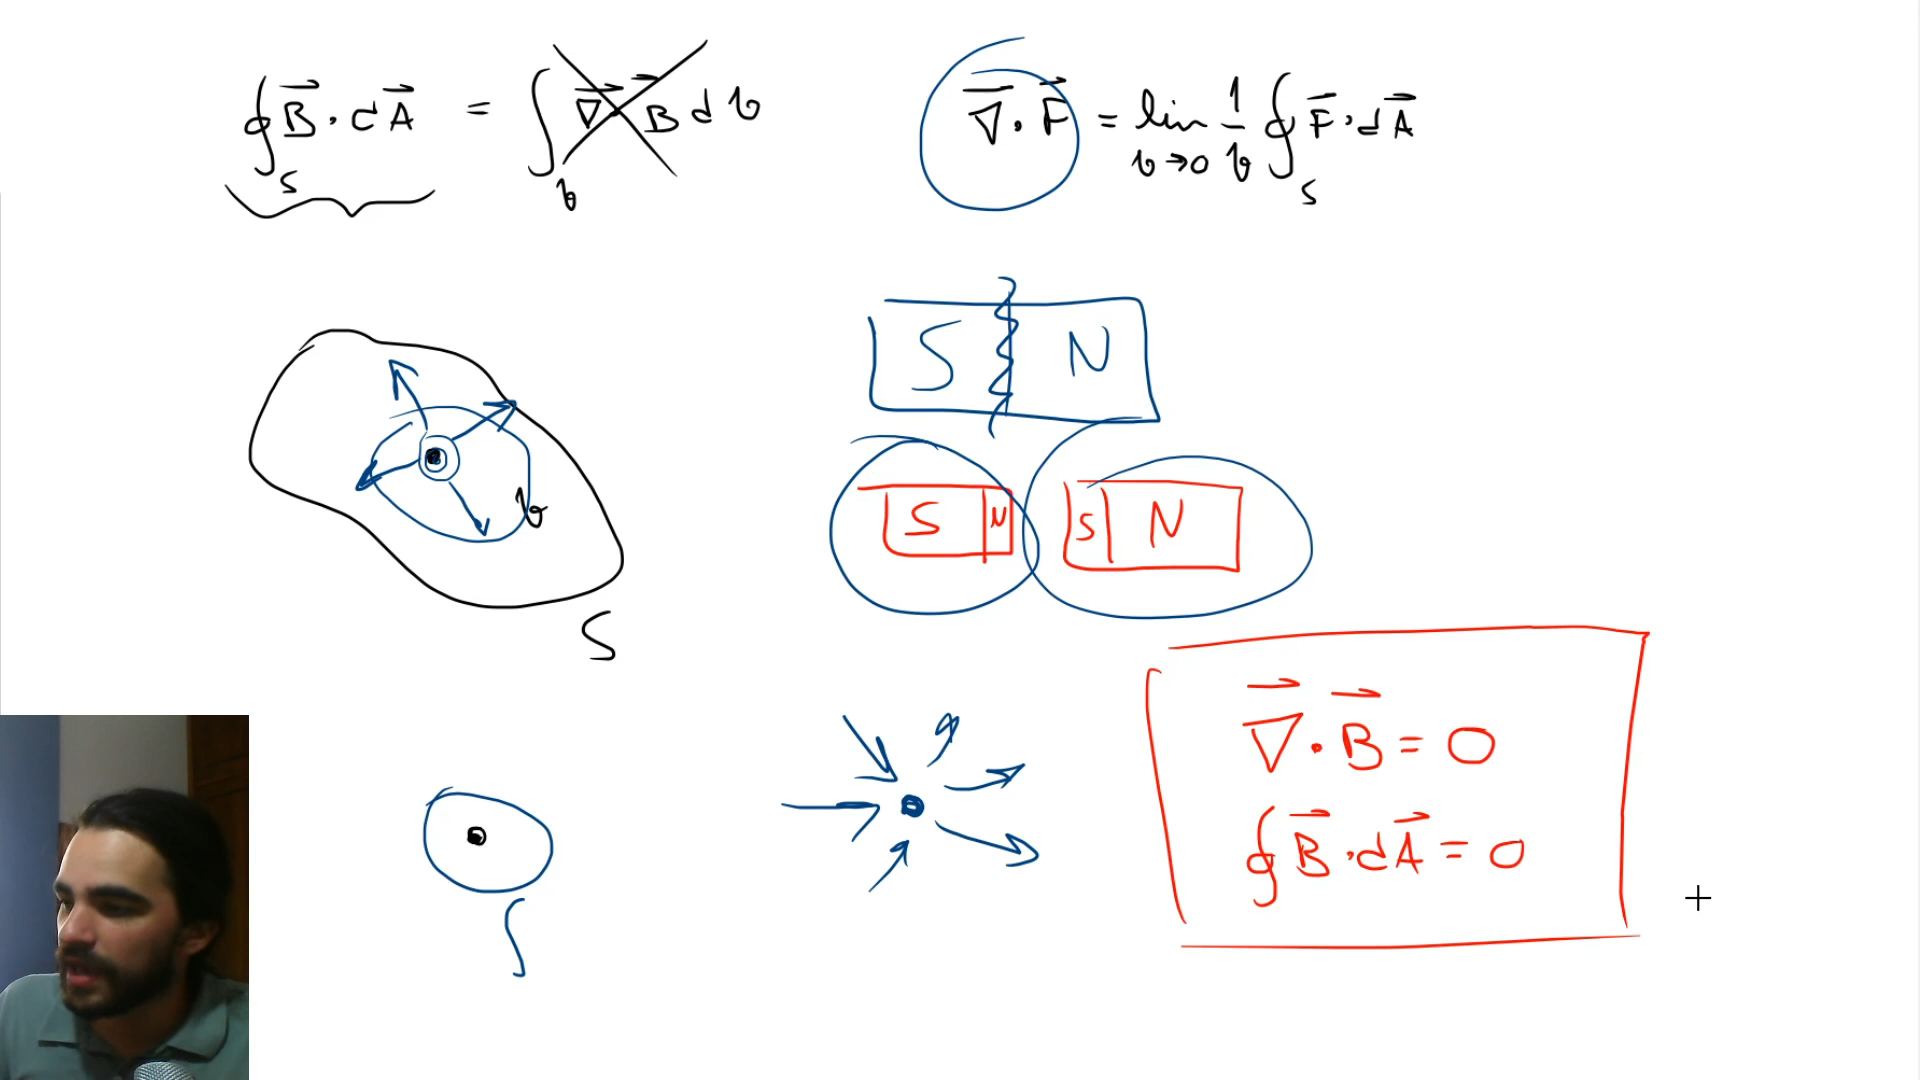 ∮_S B⃗ · dA⃗ = ∫_v ∇⃗ · B⃗ dv
∇⃗ · F⃗ = lim_{v→0} 1/v ∮_S F⃗ · dA⃗
S N
v
S N
S N
S
∇⃗ · B⃗ = 0
∮ B⃗ · dA⃗ = 0
S